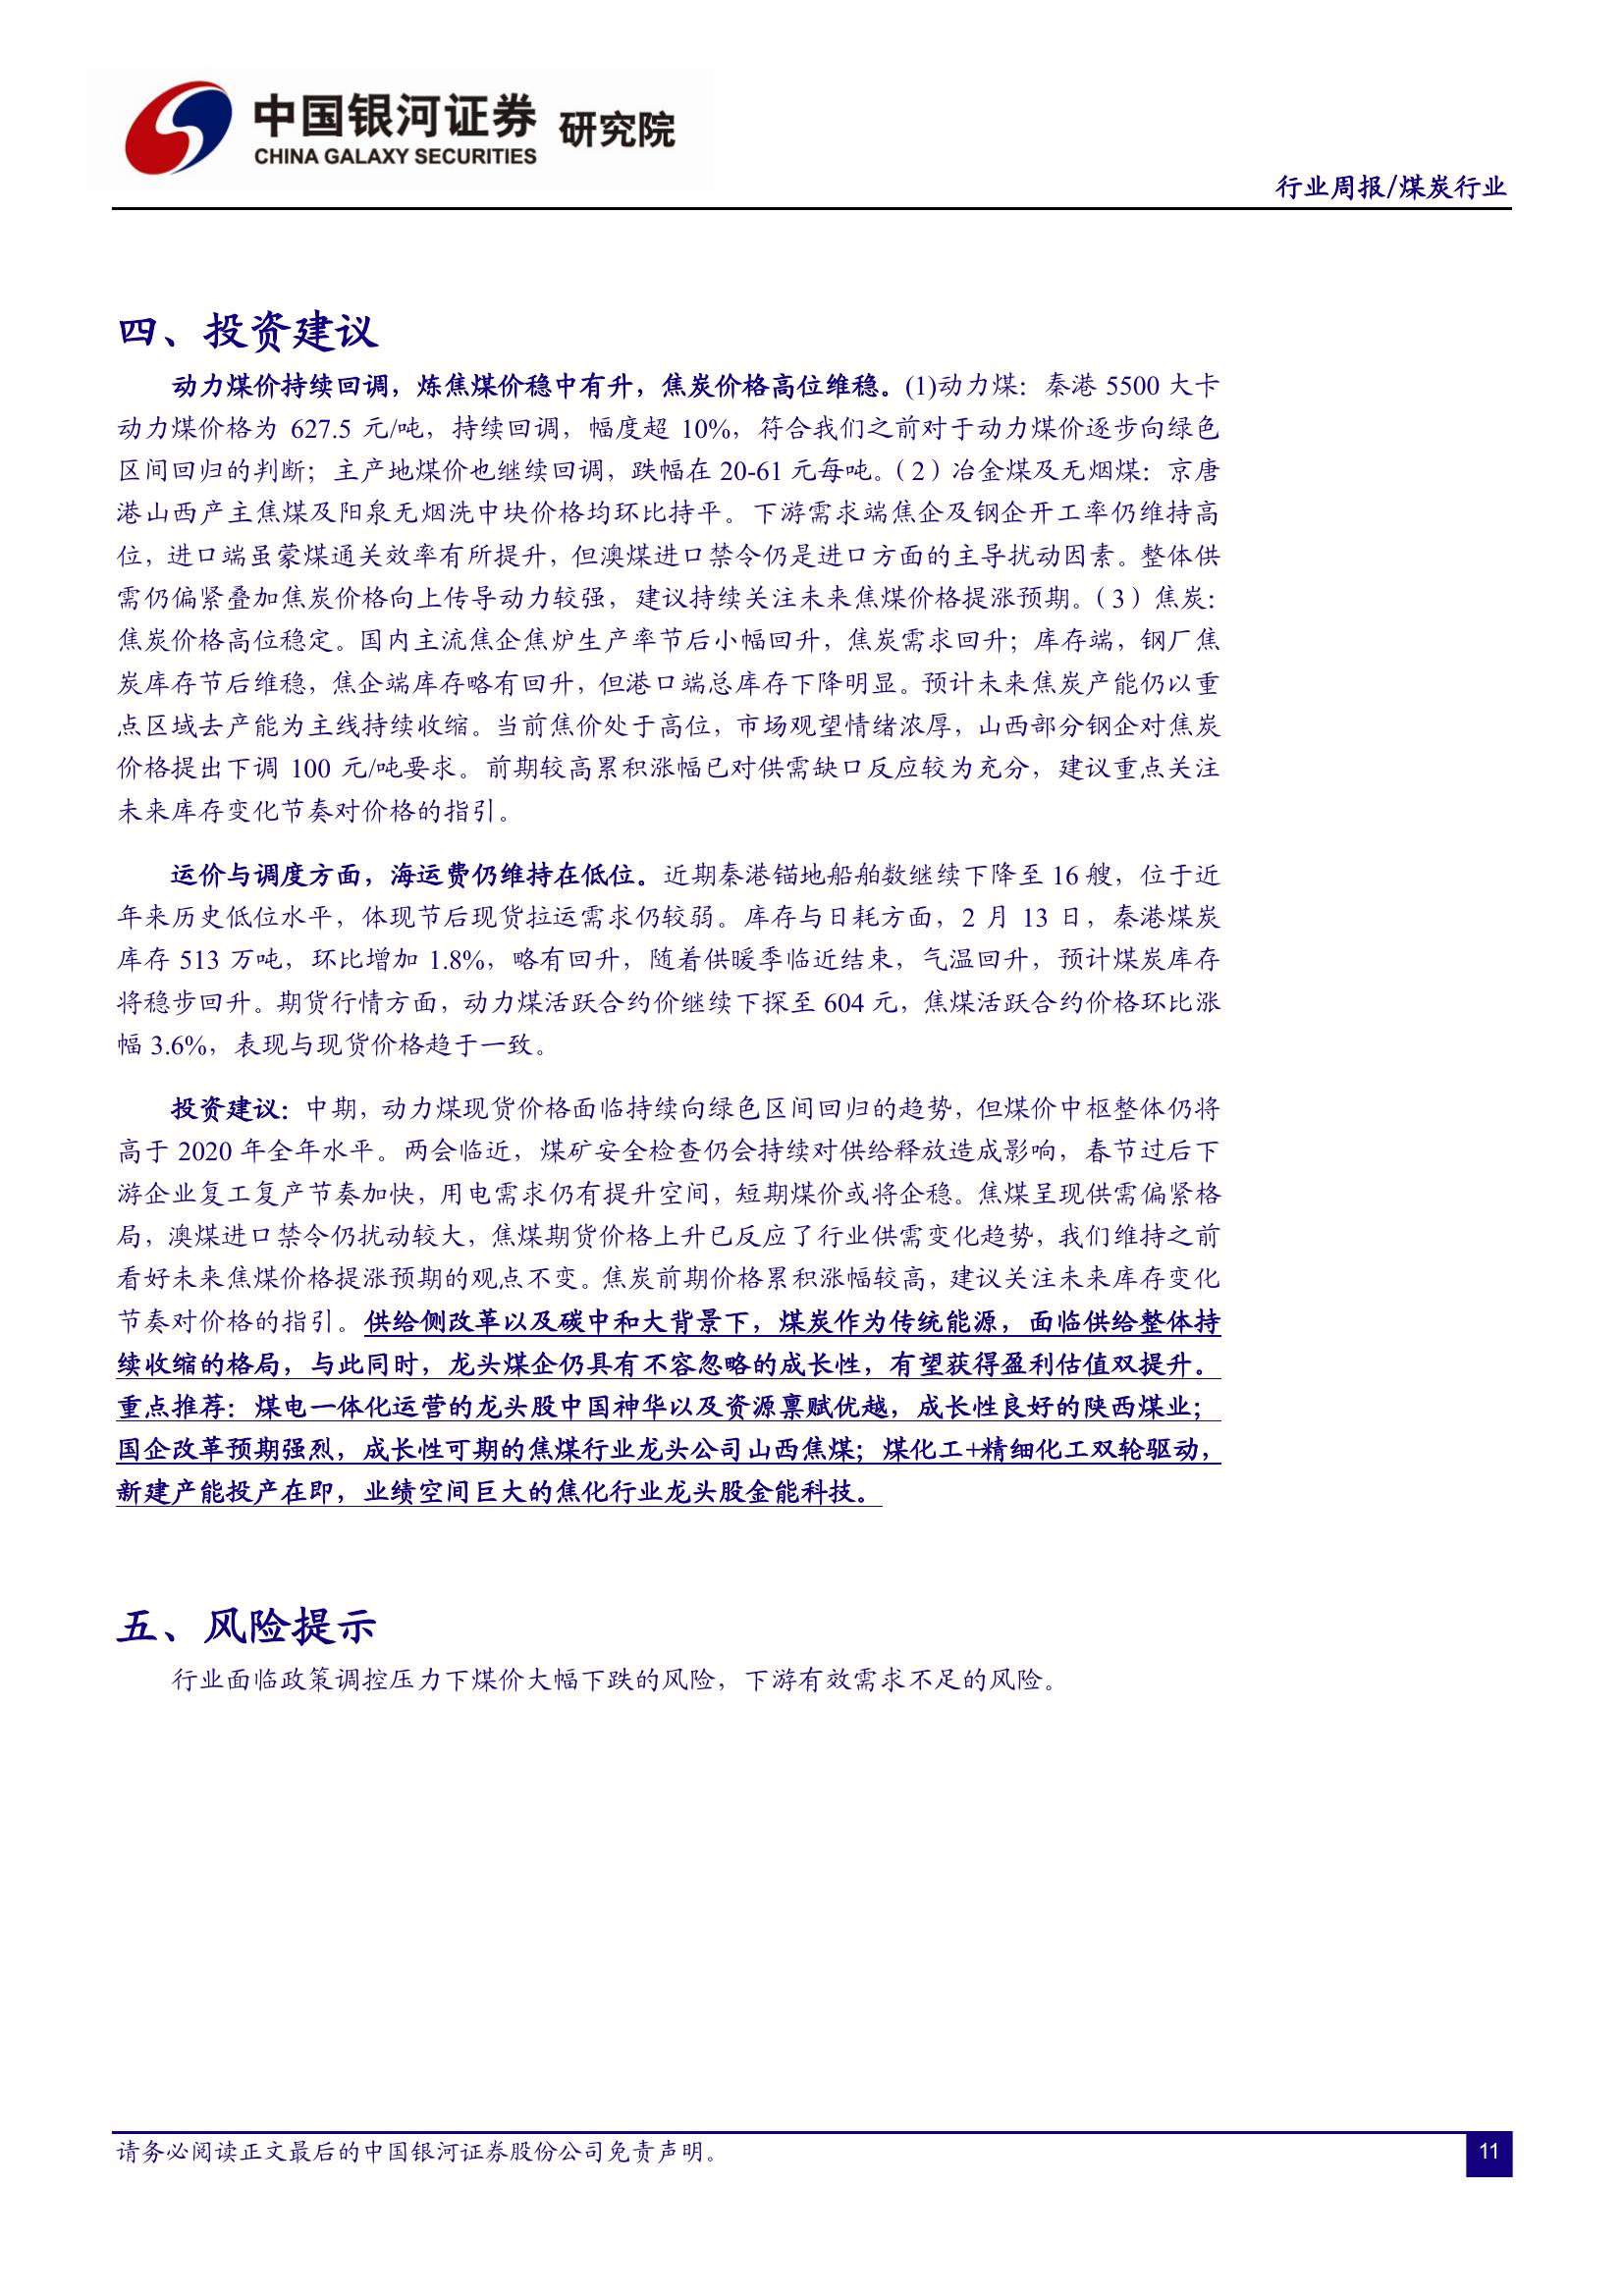 中国银河证券 研究院
CHINA GALAXY SECURITIES
行业周报/煤炭行业
四、投资建议
动力煤价持续回调，炼焦煤价稳中有升，焦炭价格高位维稳。(1)动力煤：秦港 5500 大卡
动力煤价格为 627.5 元/吨，持续回调，幅度超 10%，符合我们之前对于动力煤价逐步向绿色
区间回归的判断；主产地煤价也继续回调，跌幅在 20-61 元每吨。（2）冶金煤及无烟煤：京唐
港山西产主焦煤及阳泉无烟洗中块价格均环比持平。下游需求端焦企及钢企开工率仍维持高
位，进口端虽蒙煤通关效率有所提升，但澳煤进口禁令仍是进口方面的主导扰动因素。整体供
需仍偏紧叠加焦炭价格向上传导动力较强，建议持续关注未来焦煤价格提涨预期。（3）焦炭：
焦炭价格高位稳定。国内主流焦企焦炉生产率节后小幅回升，焦炭需求回升；库存端，钢厂焦
炭库存节后维稳，焦企端库存略有回升，但港口端总库存下降明显。预计未来焦炭产能仍以重
点区域去产能为主线持续收缩。当前焦价处于高位，市场观望情绪浓厚，山西部分钢企对焦炭
价格提出下调 100 元/吨要求。前期较高累积涨幅已对供需缺口反应较为充分，建议重点关注
未来库存变化节奏对价格的指引。
运价与调度方面，海运费仍维持在低位。近期秦港锚地船舶数继续下降至 16 艘，位于近
年来历史低位水平，体现节后现货拉运需求仍较弱。库存与日耗方面，2 月 13 日，秦港煤炭
库存 513 万吨，环比增加 1.8%，略有回升，随着供暖季临近结束，气温回升，预计煤炭库存
将稳步回升。期货行情方面，动力煤活跃合约价继续下探至 604 元，焦煤活跃合约价格环比涨
幅 3.6%，表现与现货价格趋于一致。
投资建议：中期，动力煤现货价格面临持续向绿色区间回归的趋势，但煤价中枢整体仍将
高于 2020 年全年水平。两会临近，煤矿安全检查仍会持续对供给释放造成影响，春节过后下
游企业复工复产节奏加快，用电需求仍有提升空间，短期煤价或将企稳。焦煤呈现供需偏紧格
局，澳煤进口禁令仍扰动较大，焦煤期货价格上升已反应了行业供需变化趋势，我们维持之前
看好未来焦煤价格提涨预期的观点不变。焦炭前期价格累积涨幅较高，建议关注未来库存变化
节奏对价格的指引。供给侧改革以及碳中和大背景下，煤炭作为传统能源，面临供给整体持
续收缩的格局，与此同时，龙头煤企仍具有不容忽略的成长性，有望获得盈利估值双提升。
重点推荐：煤电一体化运营的龙头股中国神华以及资源禀赋优越，成长性良好的陕西煤业；
国企改革预期强烈，成长性可期的焦煤行业龙头公司山西焦煤；煤化工+精细化工双轮驱动，
新建产能投产在即，业绩空间巨大的焦化行业龙头股金能科技。
五、风险提示
行业面临政策调控压力下煤价大幅下跌的风险，下游有效需求不足的风险。
请务必阅读正文最后的中国银河证券股份公司免责声明。
11